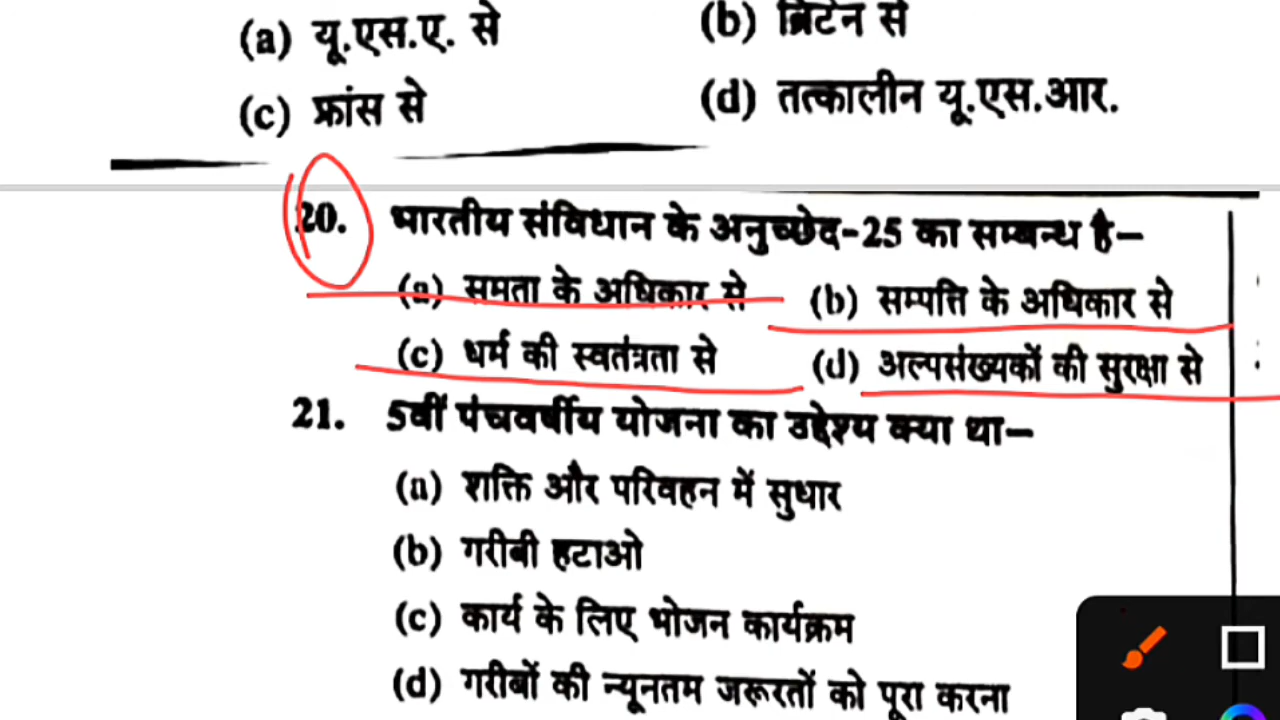 (a) यू.एस.ए. से (b) ब्रिटेन से
(c) फ्रांस से (d) तत्कालीन यू.एस.आर.
20. भारतीय संविधान के अनुच्छेद-25 का सम्बन्ध है–
(a) समता के अधिकार से (b) सम्पत्ति के अधिकार से
(c) धर्म की स्वतंत्रता से (d) अल्पसंख्यकों की सुरक्षा से
21. 5वीं पंचवर्षीय योजना का उद्देश्य क्या था–
(a) शक्ति और परिवहन में सुधार
(b) गरीबी हटाओ
(c) कार्य के लिए भोजन कार्यक्रम
(d) गरीबों की न्यूनतम जरूरतों को पूरा करना